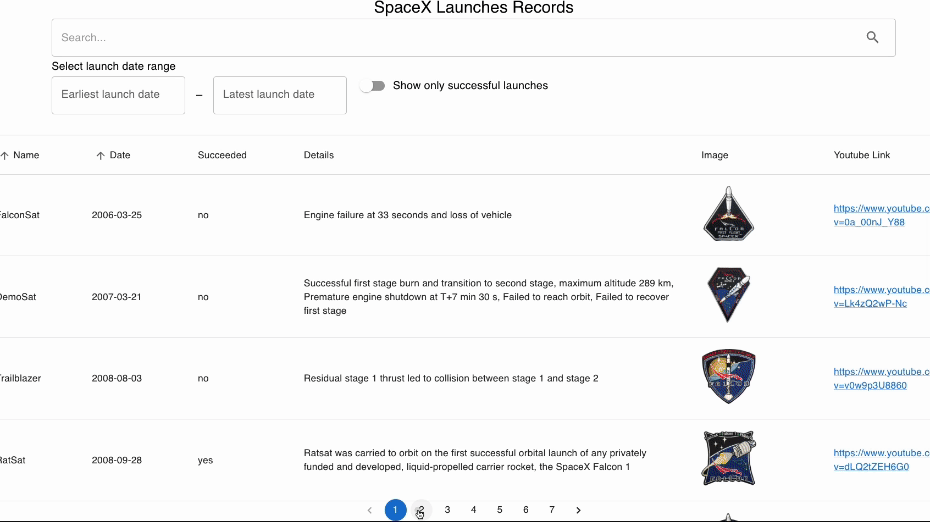 SpaceX Launches Records
Search...
Select launch date range
Earliest launch date – Latest launch date
Show only successful launches
Name Date Succeeded Details Image Youtube Link
FalconSat 2006-03-25 no Engine failure at 33 seconds and loss of vehicle
https://www.youtube.c
v=0a_00nJ_Y88
FALCON
DemoSat 2007-03-21 no
Successful first stage burn and transition to second stage, maximum altitude 289 km,
Premature engine shutdown at T+7 min 30 s, Failed to reach orbit, Failed to recover
first stage
https://www.youtube.c
v=Lk4zQ2wP-Nc
Trailblazer 2008-08-03 no Residual stage 1 thrust led to collision between stage 1 and stage 2
https://www.youtube.c
v=v0w9p3U8860
RatSat 2008-09-28 yes
Ratsat was carried to orbit on the first successful orbital launch of any privately
funded and developed, liquid-propelled carrier rocket, the SpaceX Falcon 1
https://www.youtube.c
v=dLQ2tZEH6G0
1 2 3 4 5 6 7